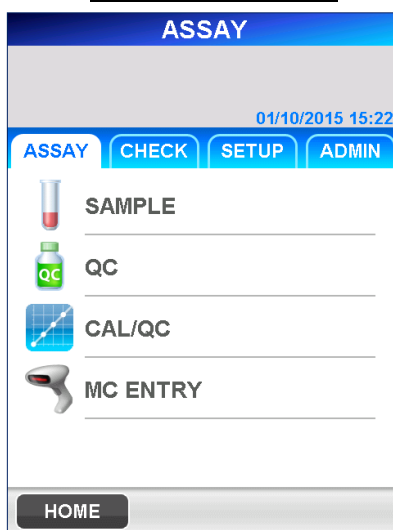 ASSAY
01/10/2015 15:22
ASSAY CHECK SETUP ADMIN
SAMPLE
QC
QC
CAL/QC
MC ENTRY
HOME